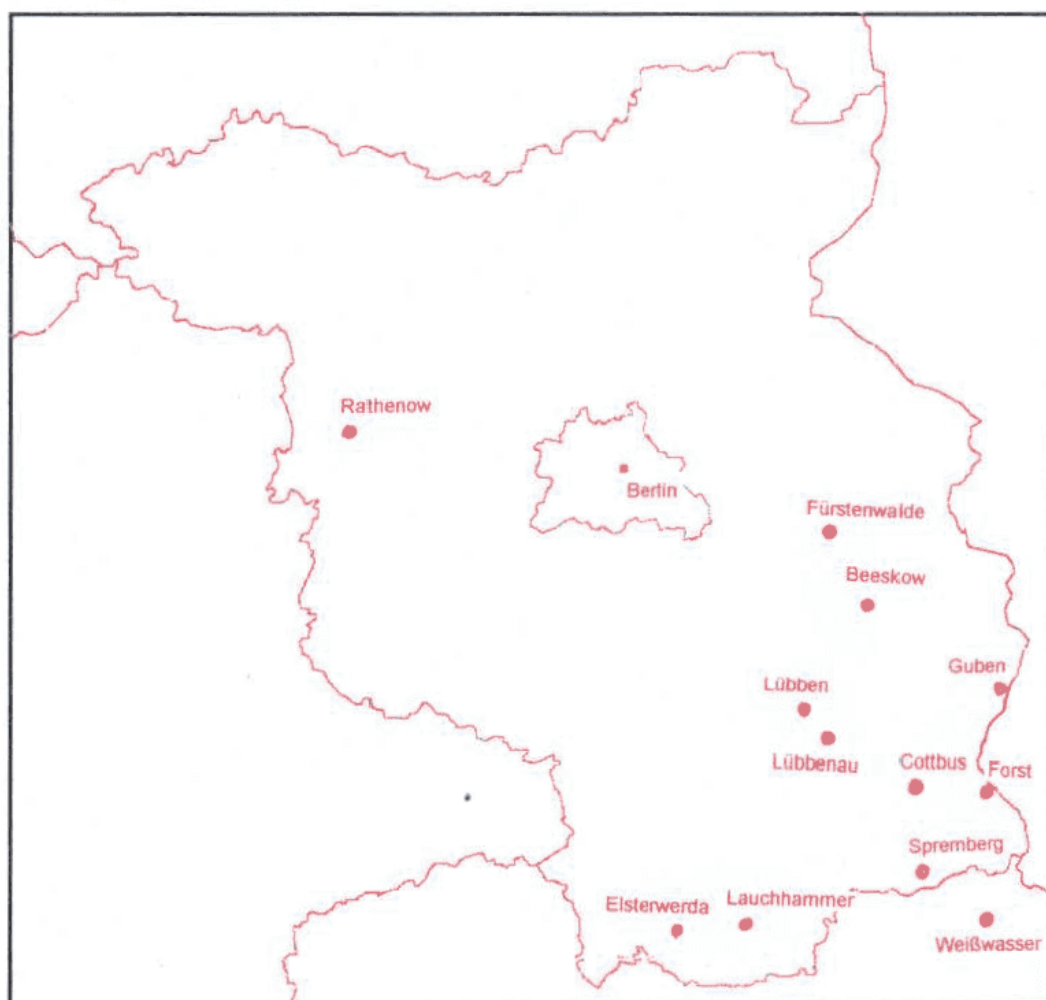 Rathenow
Berlin
Fürstenwalde
Beeskow
Guben
Lübben
Lübbenau
Cottbus
Forst
Spremberg
Elsterwerda
Lauchhammer
Weißwasser